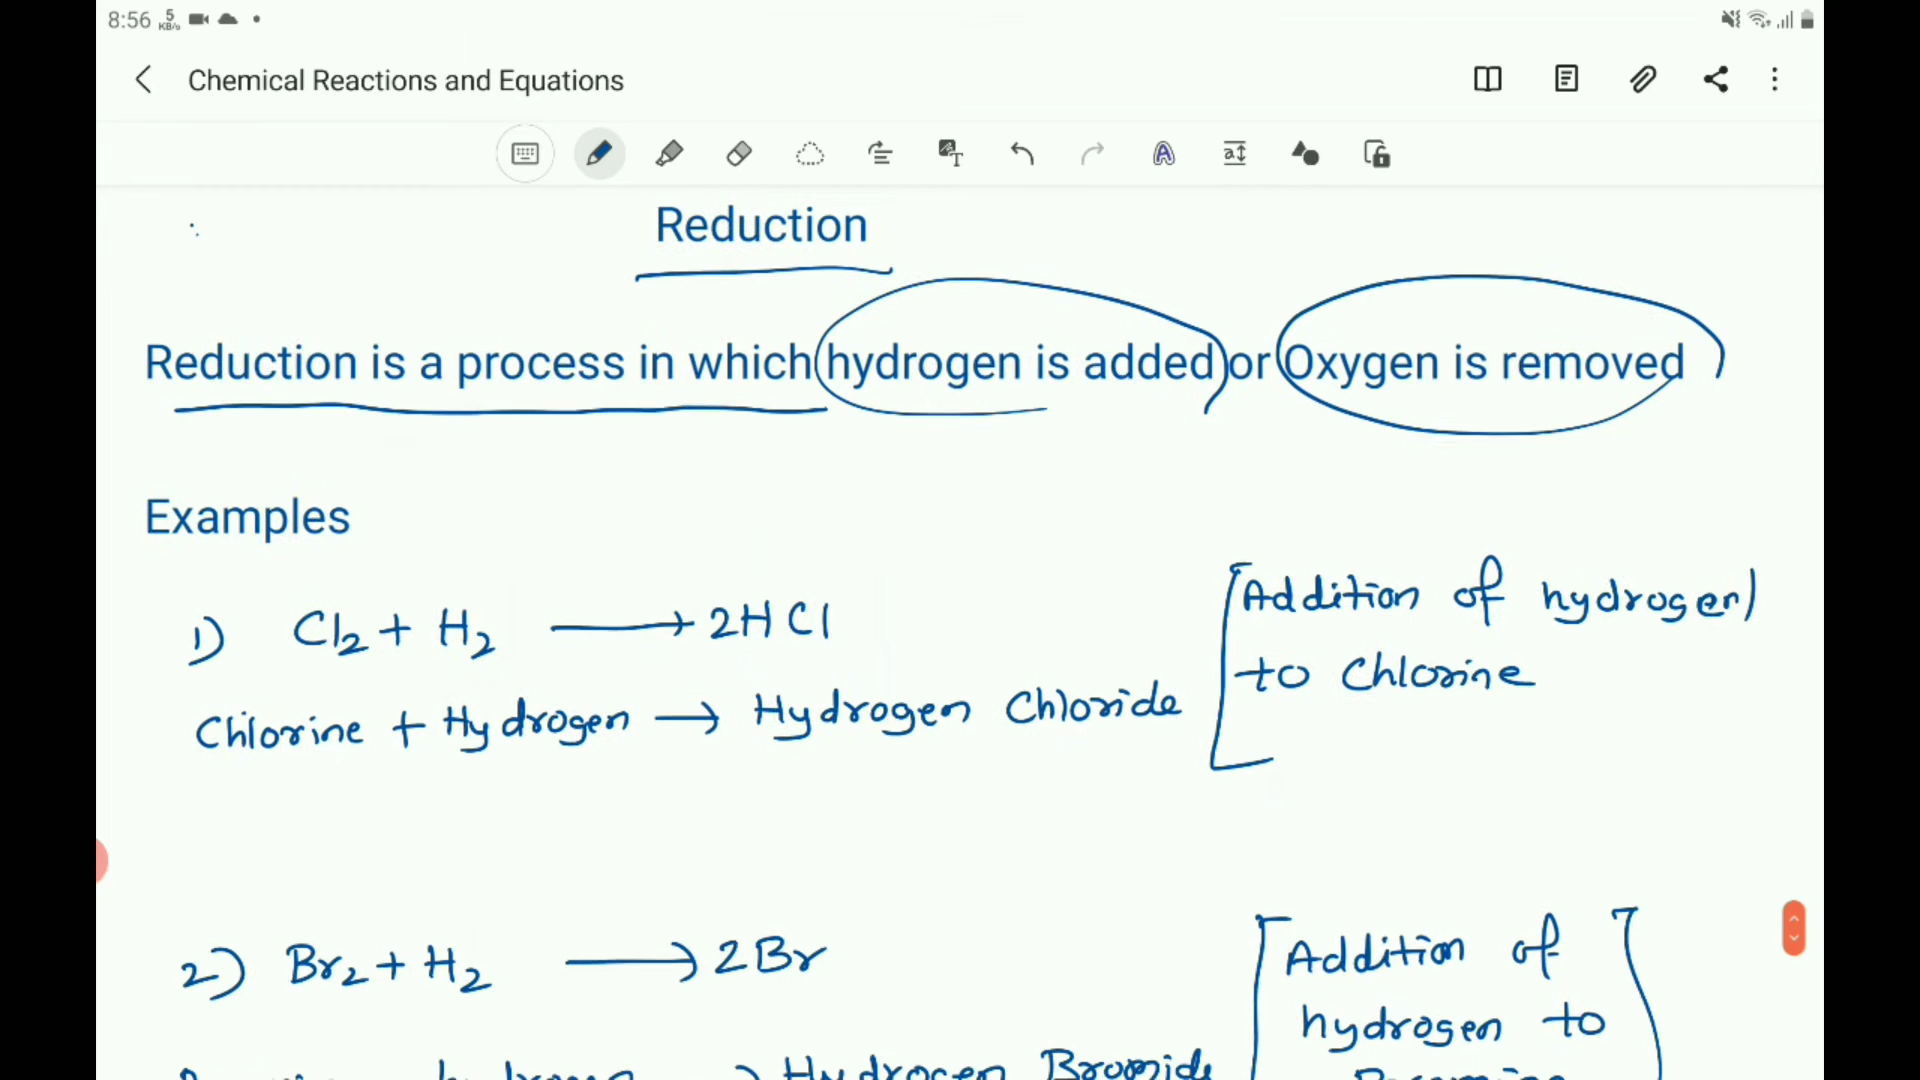 8:56 5 KB/s
Chemical Reactions and Equations
Reduction
Reduction is a process in which hydrogen is added or Oxygen is removed
Examples
1) Cl2 + H2 → 2HCl
Chlorine + Hydrogen → Hydrogen Chloride
[Addition of hydrogen
to Chlorine
2) Br2 + H2 → 2Br
[Addition of
hydrogen to
Hydrogen Bromide